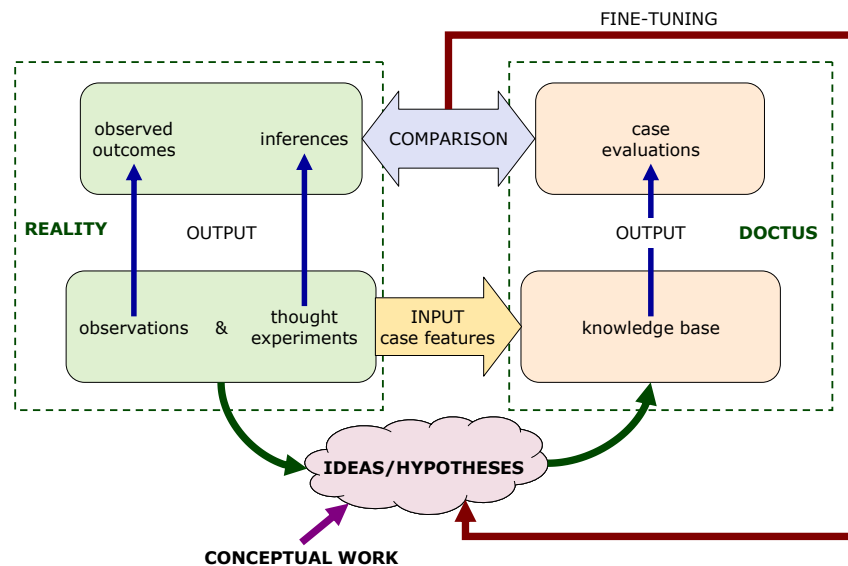 FINE-TUNING
observed
outcomes
inferences
COMPARISON
case
evaluations
REALITY
OUTPUT
OUTPUT
DOCTUS
observations & thought
experiments
INPUT
case features
knowledge base
IDEAS/HYPOTHESES
CONCEPTUAL WORK